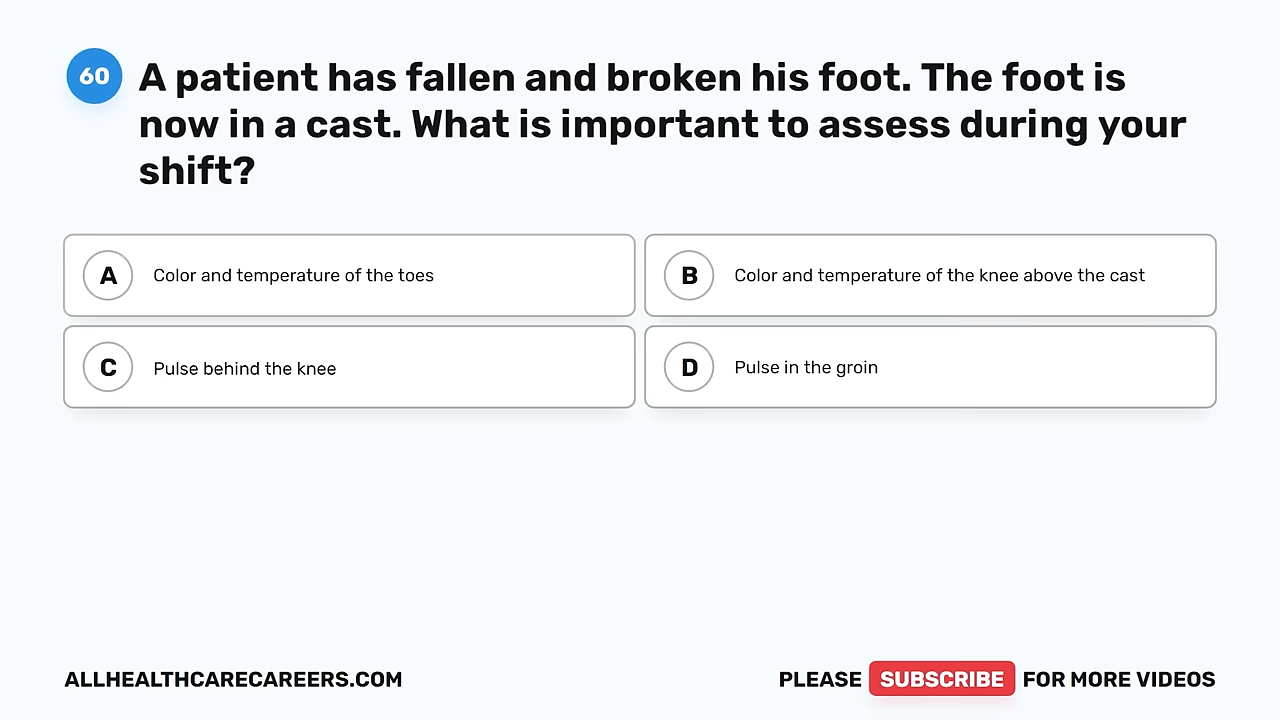 60
A patient has fallen and broken his foot. The foot is
now in a cast. What is important to assess during your
shift?
A Color and temperature of the toes
B Color and temperature of the knee above the cast
C Pulse behind the knee
D Pulse in the groin
ALLHEALTHCARECAREERS.COM
PLEASE SUBSCRIBE FOR MORE VIDEOS